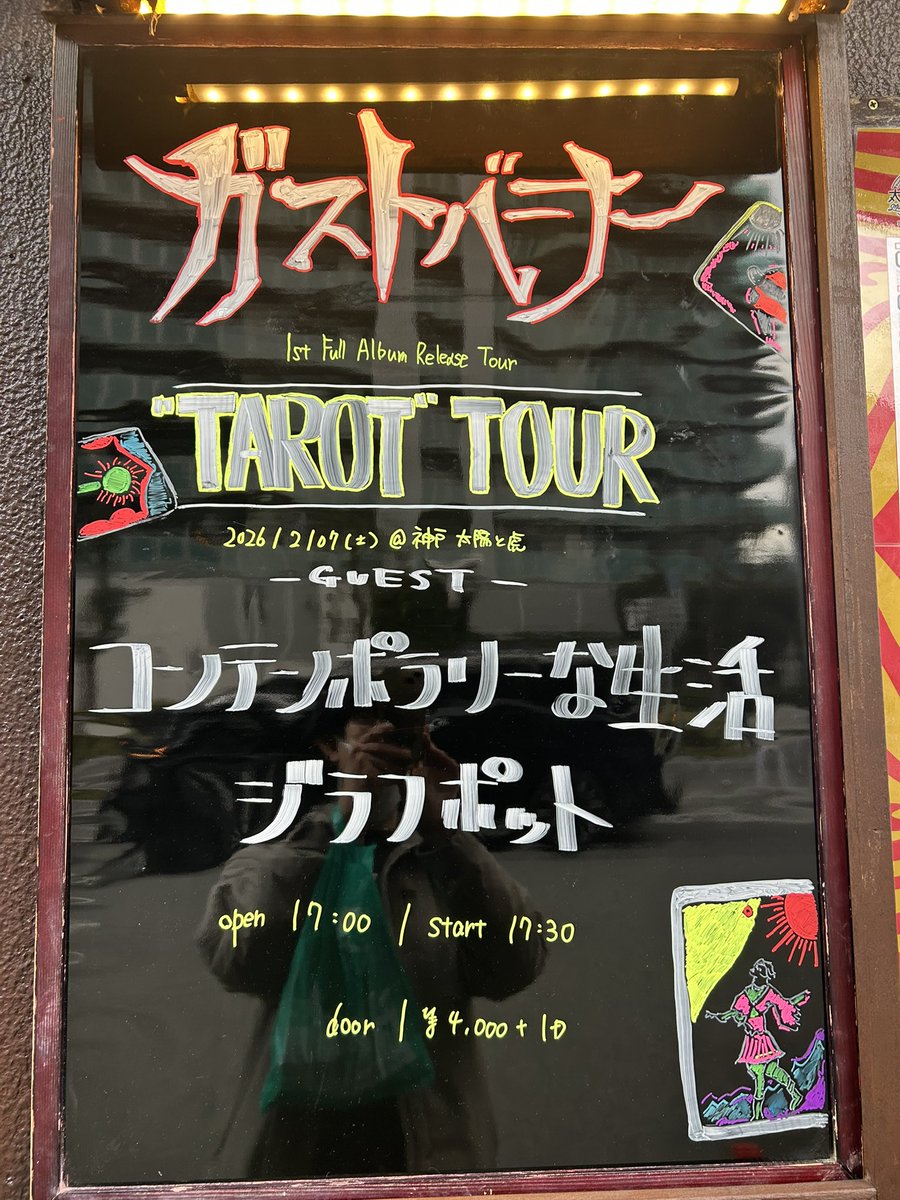 ガストバーナー
1st Full Album Release Tour
"TAROT" TOUR
2026/2/07(土)@神戸 太陽と虎
-GUEST-
コンテンポラリーな生活
ジラフポット
open 17:00 / start 17:30
door / ¥4,000+1D